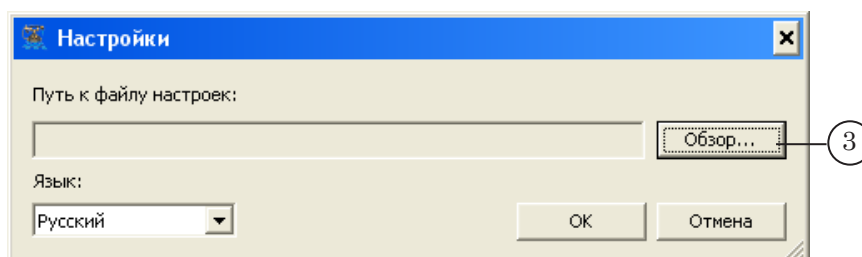 Настройки
Путь к файлу настроек:
Обзор...
3
Язык:
Русский
OK
Отмена